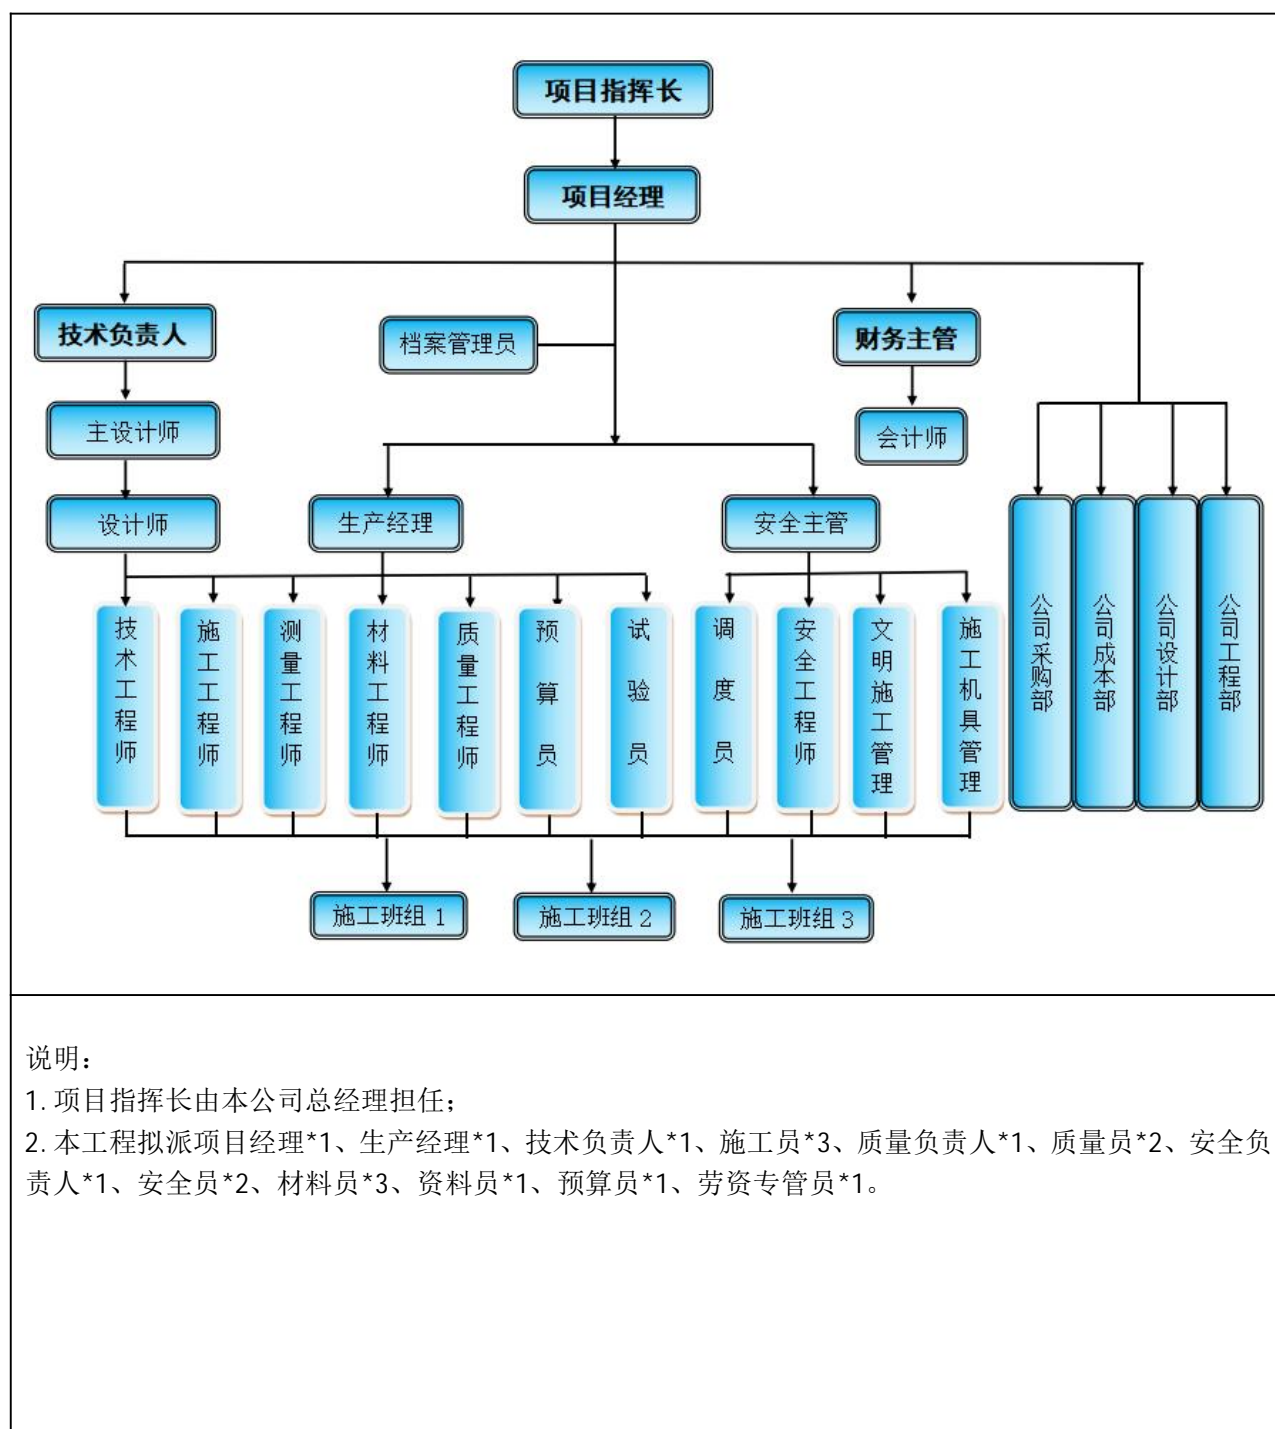 项目指挥长
项目经理
技术负责人
档案管理员
财务主管
主设计师
会计师
设计师
生产经理
安全主管
技术工程师
施工工程师
测量工程师
材料工程师
质量工程师
预算员
试验员
调度员
安全工程师
文明施工管理
施工机具管理
公司采购部
公司成本部
公司设计部
公司工程部
施工班组1
施工班组2
施工班组3
说明：
1.项目指挥长由本公司总经理担任；
2.本工程拟派项目经理*1、生产经理*1、技术负责人*1、施工员*3、质量负责人*1、质量员*2、安全负
责人*1、安全员*2、材料员*3、资料员*1、预算员*1、劳资专管员*1。